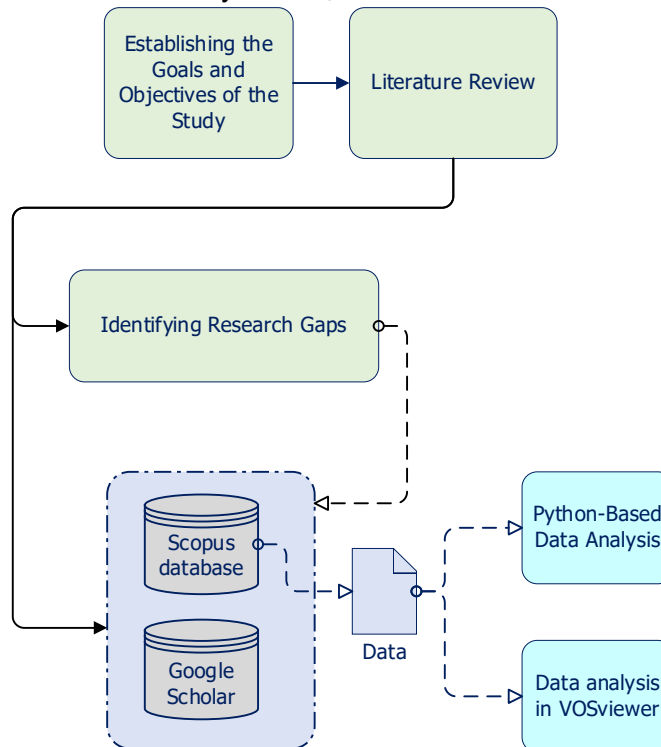 Establishing the
Goals and
Objectives of the
Study
Literature Review
Identifying Research Gaps
Scopus
database
Google
Scholar
Data
Python-Based
Data Analysis
Data analysis
in VOSviewer